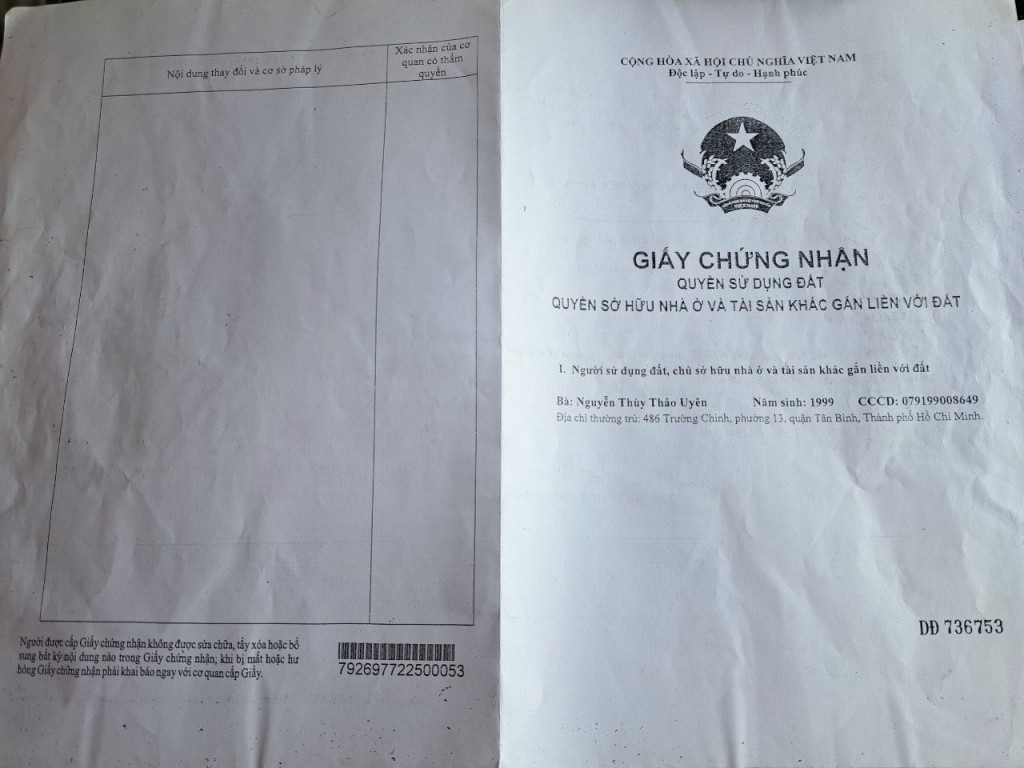 Nội dung thay đổi và cơ sở pháp lý
Xác nhận của cơ
quan có thẩm
quyền
Người được cấp Giấy chứng nhận không được sửa chữa, tẩy xóa hoặc bổ
sung bất kỳ nội dung nào trong Giấy chứng nhận; khi bị mất hoặc hư
hỏng Giấy chứng nhận phải khai báo ngay với cơ quan cấp Giấy.
792697722500053
CỘNG HÒA XÃ HỘI CHỦ NGHĨA VIỆT NAM
Độc lập - Tự do - Hạnh phúc
VIỆT NAM
GIẤY CHỨNG NHẬN
QUYỀN SỬ DỤNG ĐẤT
QUYỀN SỞ HỮU NHÀ Ở VÀ TÀI SẢN KHÁC GẮN LIỀN VỚI ĐẤT
I. Người sử dụng đất, chủ sở hữu nhà ở và tài sản khác gắn liền với đất
Bà: Nguyễn Thùy Thảo Uyên Năm sinh: 1999 CCCD: 079199008649
Địa chỉ thường trú: 486 Trường Chinh, phường 13, quận Tân Bình, Thành phố Hồ Chí Minh.
DĐ 736753